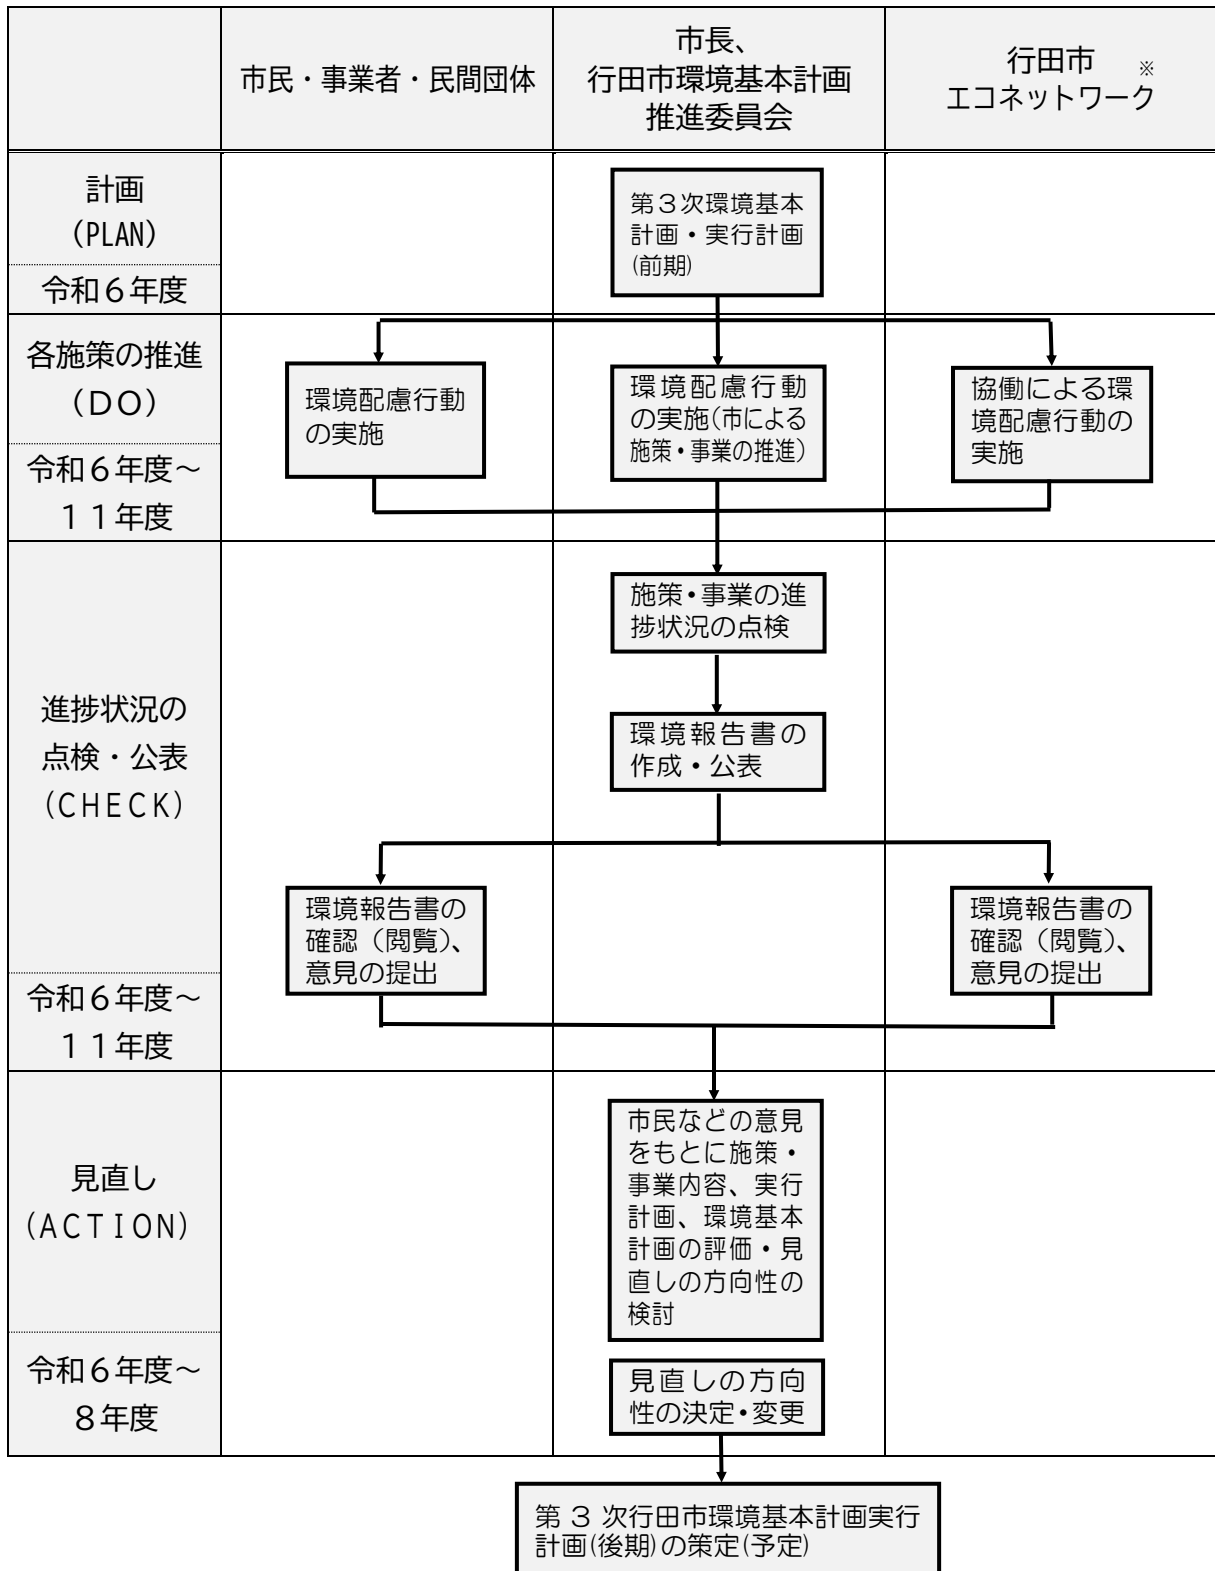 市民・事業者・民間団体
市長、
行田市環境基本計画
推進委員会
行田市　※
エコネットワーク
計画
(PLAN)
令和６年度
第３次環境基本
計画・実行計画
(前期)
各施策の推進
（ＤＯ）
令和６年度～
１１年度
環境配慮行動
の実施
環境配慮行動
の実施(市による
施策・事業の推進)
協働による環
境配慮行動の
実施
進捗状況の
点検・公表
（ＣＨＥＣＫ）
令和６年度～
１１年度
施策・事業の進
捗状況の点検
環境報告書の
作成・公表
環境報告書の
確認（閲覧）、
意見の提出
環境報告書の
確認（閲覧）、
意見の提出
見直し
（ＡＣＴＩＯＮ）
令和６年度～
８年度
市民などの意見
をもとに施策・
事業内容、実行
計画、環境基本
計画の評価・見
直しの方向性の
検討
見直しの方向
性の決定・変更
第 3 次行田市環境基本計画実行
計画(後期)の策定(予定)